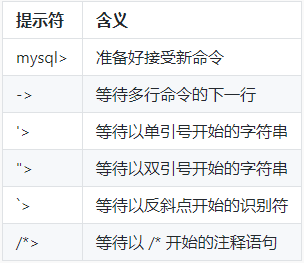 提示符 含义
mysql> 准备好接受新命令
-> 等待多行命令的下一行
'> 等待以单引号开始的字符串
"> 等待以双引号开始的字符串
`> 等待以反斜点开始的识别符
/*> 等待以 /* 开始的注释语句